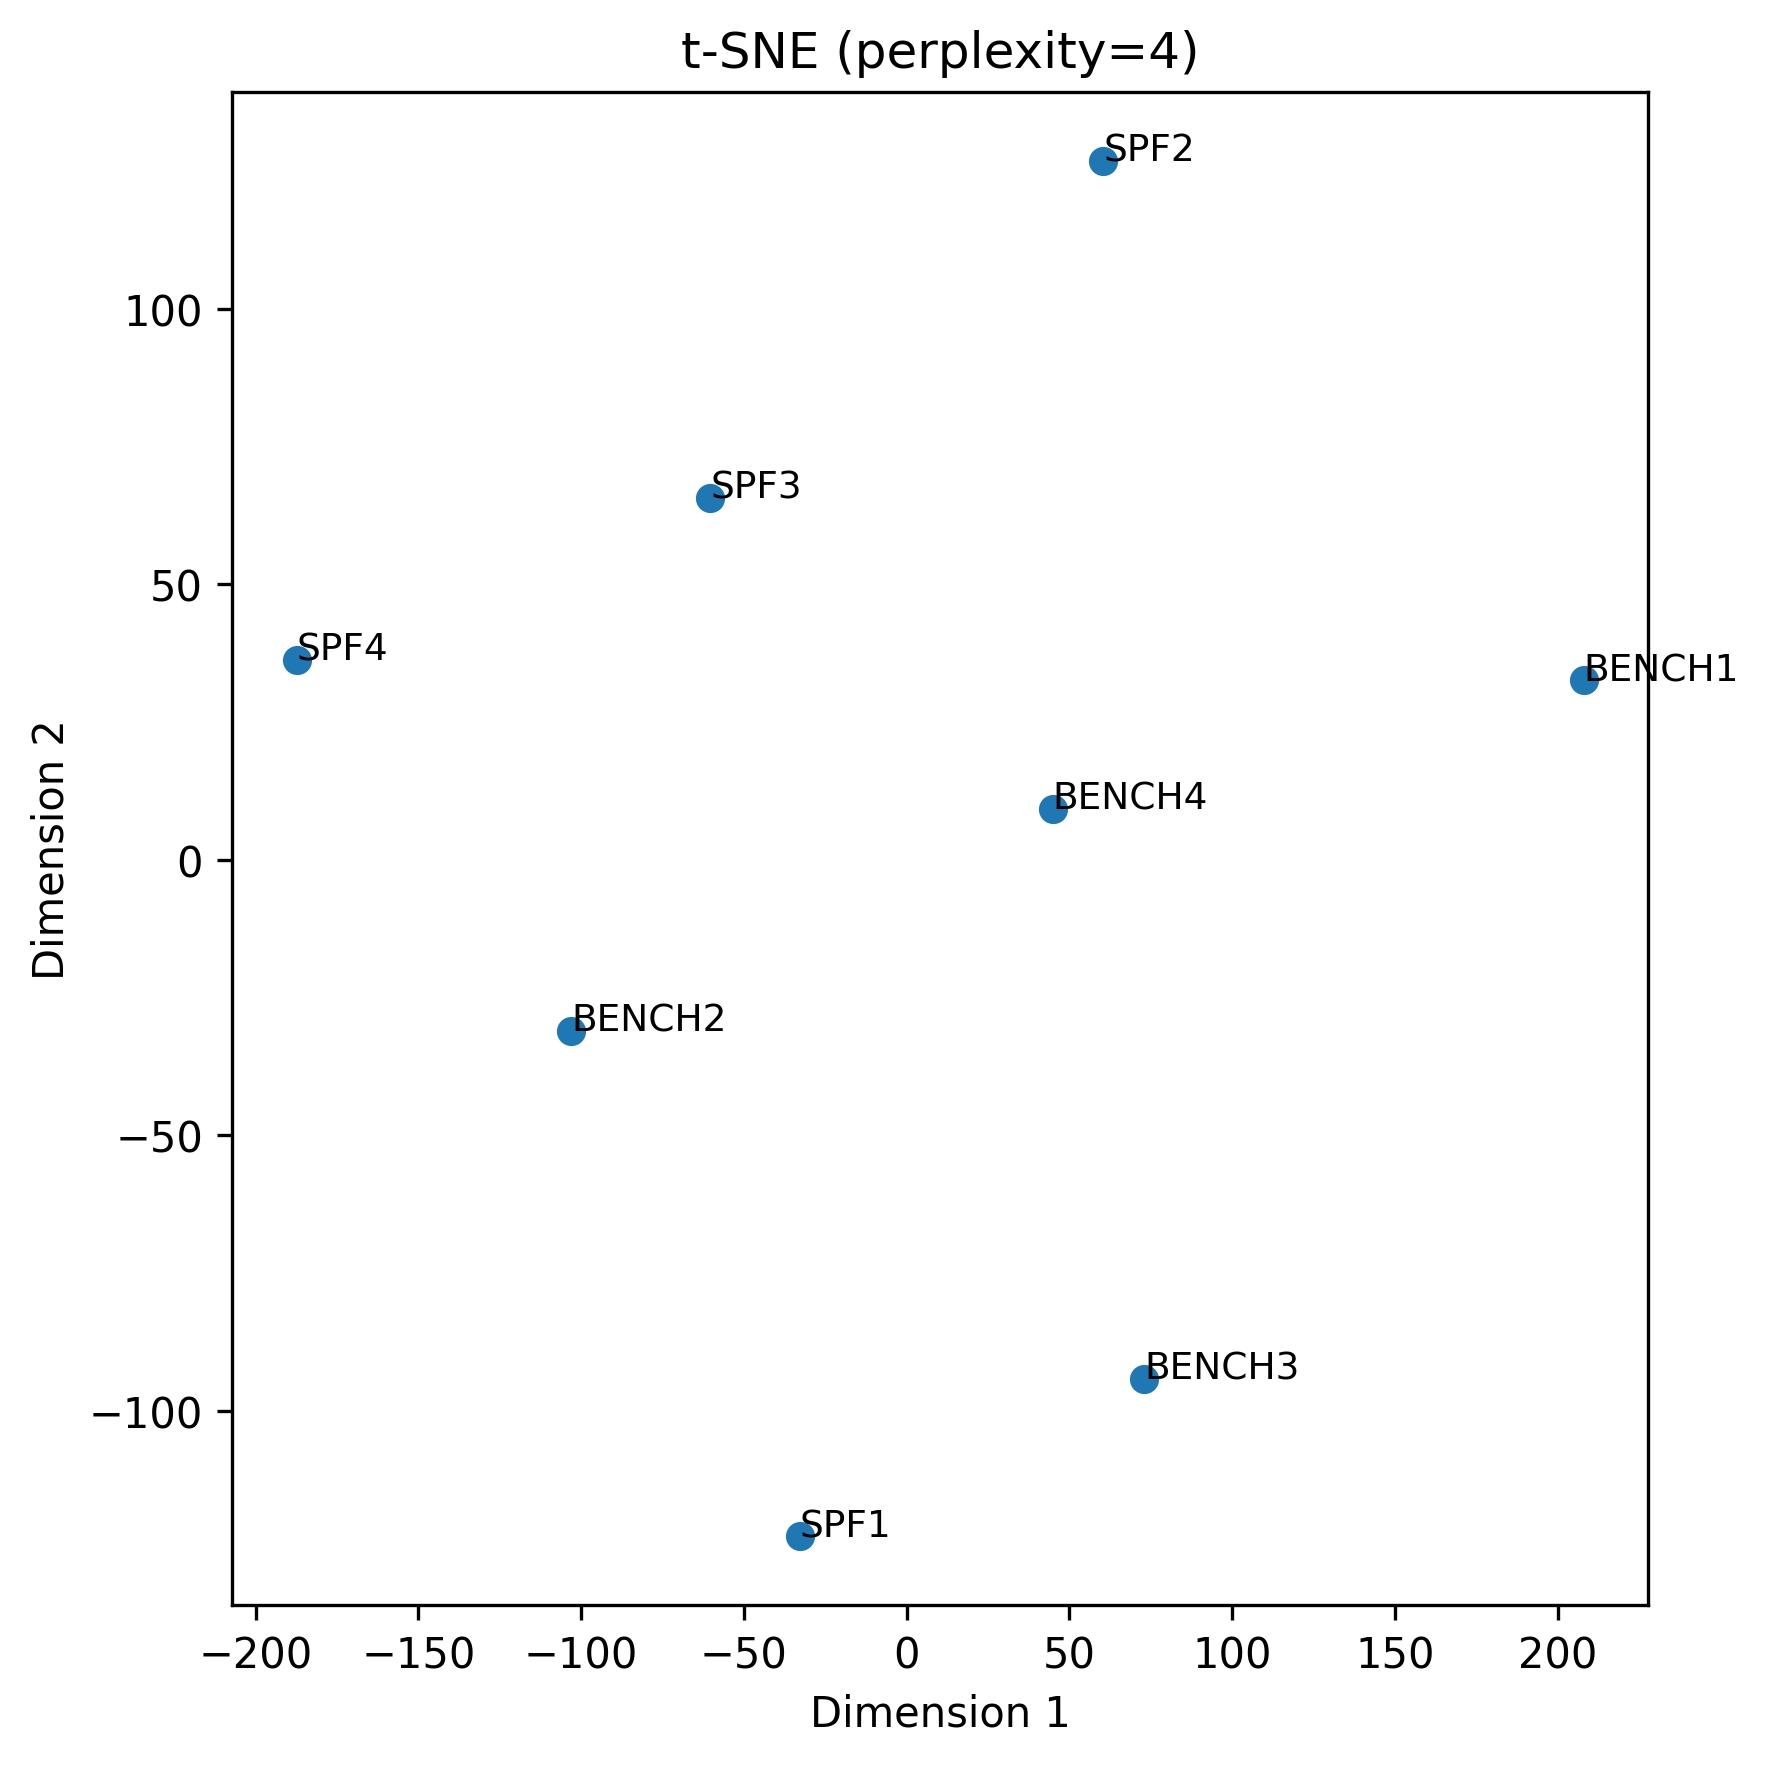 t-SNE (perplexity=4)
SPF2
100
SPF3
50
SPF4
BENCH1
BENCH4
0
Dimension 2
BENCH2
−50
BENCH3
−100
SPF1
−200 −150 −100 −50 0 50 100 150 200
Dimension 1